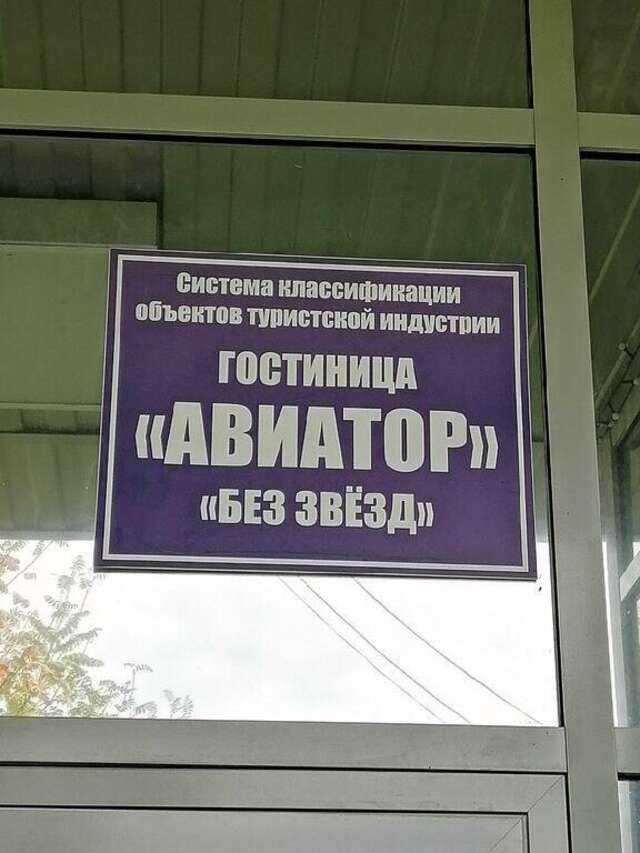 Система классификации
объектов туристской индустрии
ГОСТИНИЦА
«АВИАТОР»
«БЕЗ ЗВЁЗД»